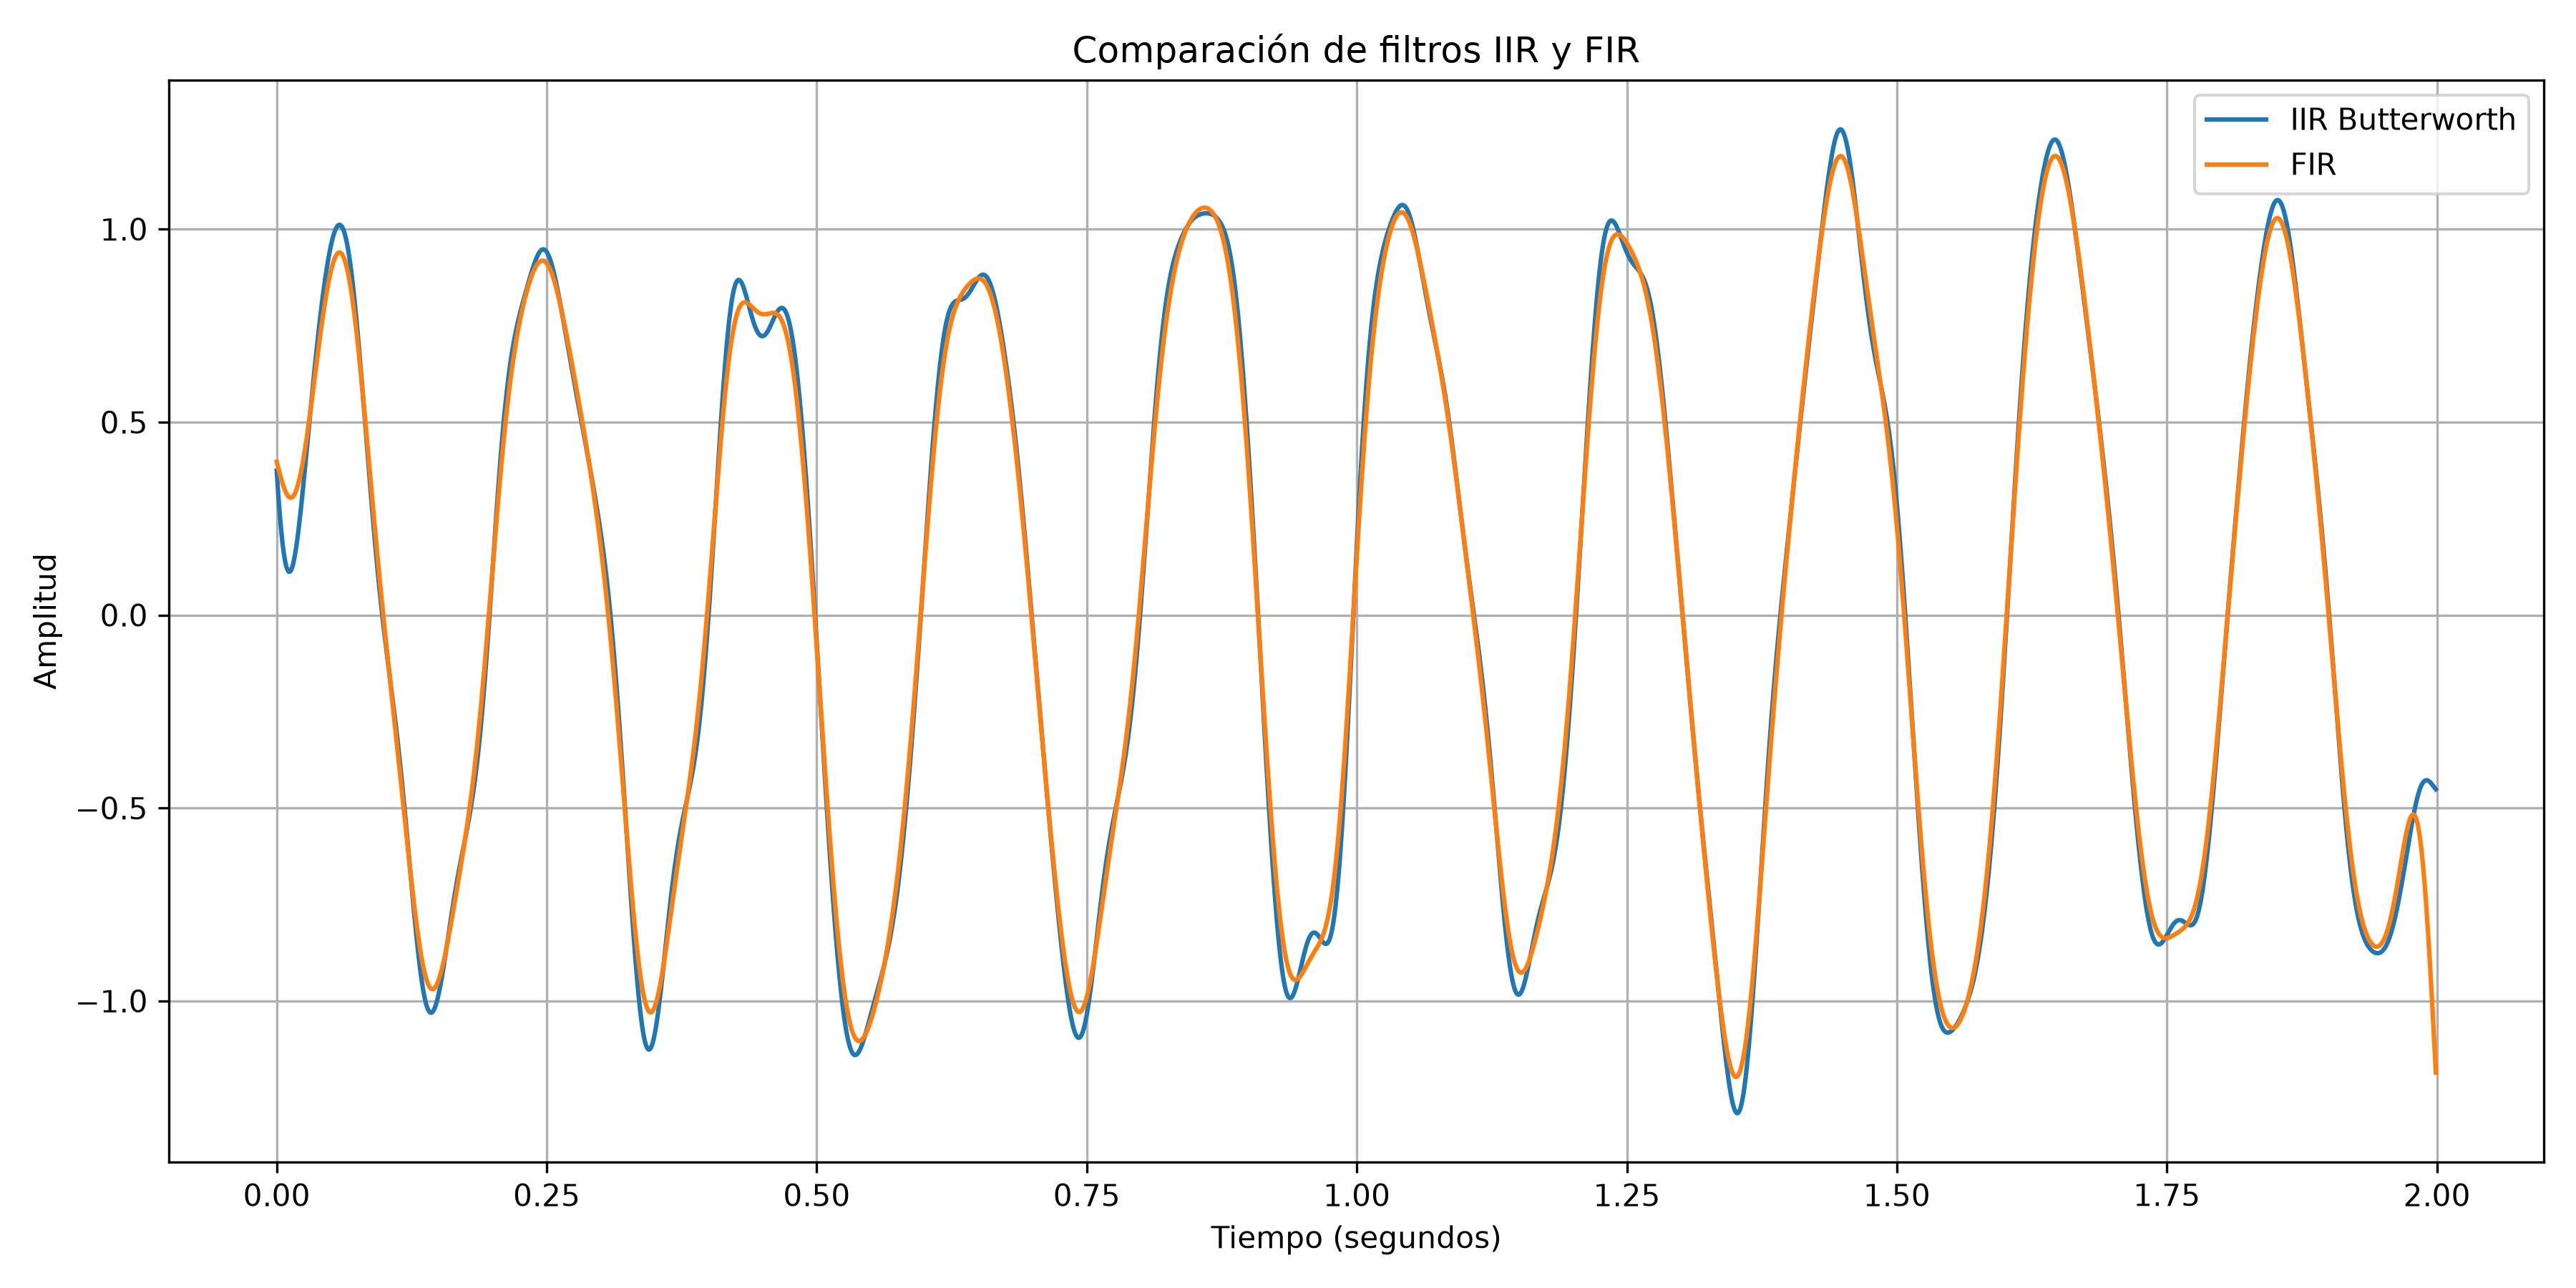 Comparación de filtros IIR y FIR
IIR Butterworth
FIR
Amplitud
1.0
0.5
0.0
−0.5
−1.0
0.00 0.25 0.50 0.75 1.00 1.25 1.50 1.75 2.00
Tiempo (segundos)